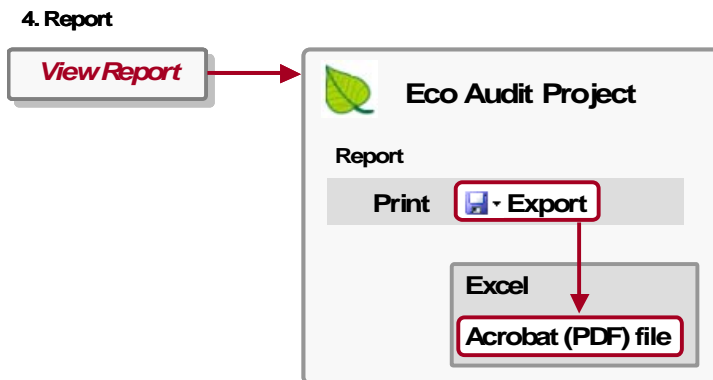 4. Report
View Report
Eco Audit Project
Report
Print Export
Excel
Acrobat (PDF) file